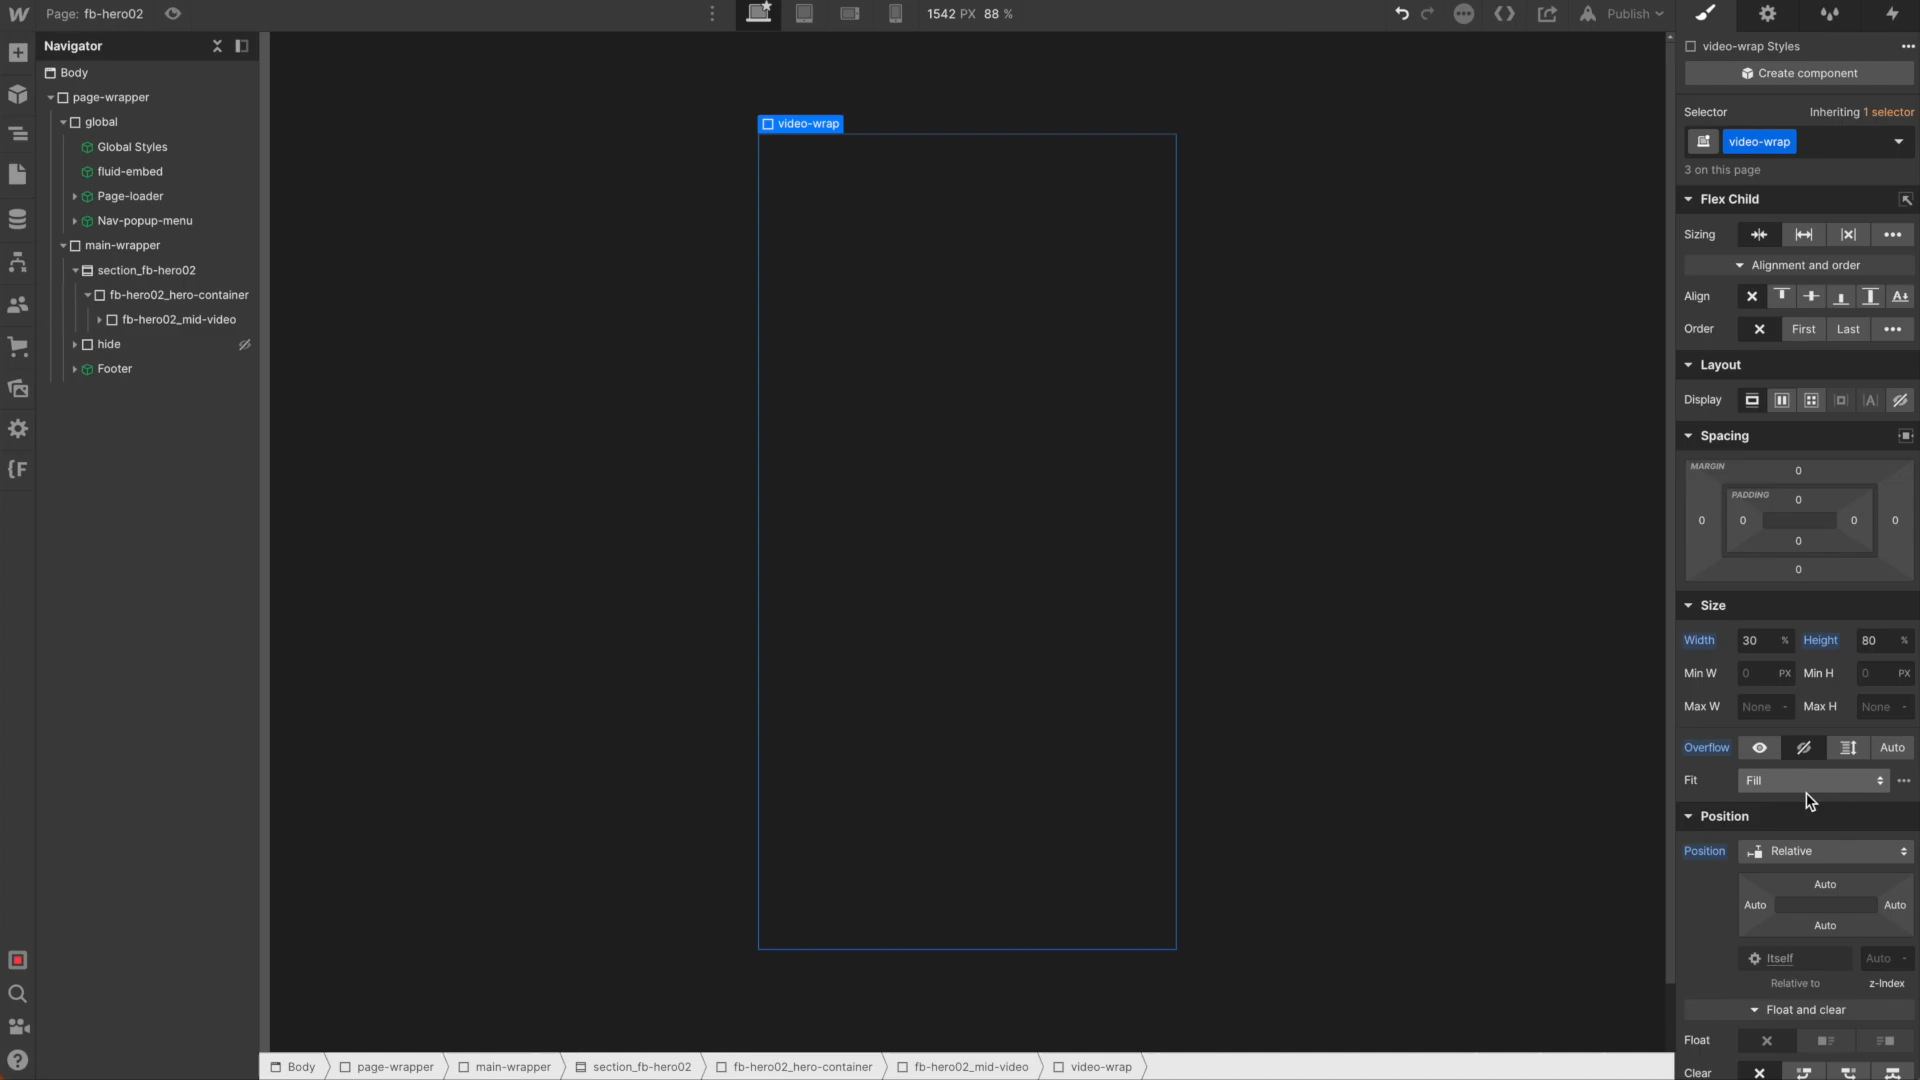 Page: fb-hero02
1542 PX 88 %
Publish
Navigator
Body
page-wrapper
global
Global Styles
fluid-embed
Page-loader
Nav-popup-menu
main-wrapper
section_fb-hero02
fb-hero02_hero-container
fb-hero02_mid-video
hide
Footer
video-wrap
video-wrap Styles
Create component
Selector Inheriting 1 selector
video-wrap
3 on this page
Flex Child
Sizing
Alignment and order
Align
Order First Last
Layout
Display
Spacing
MARGIN
0
PADDING
0
0 0 0 0
0
0
Size
Width 30 % Height 80 %
Min W 0 PX Min H 0 PX
Max W None - Max H None -
Overflow Auto
Fit Fill
Position
Position Relative
Auto
Auto Auto
Auto
Itself Auto -
Relative to z-Index
Float and clear
Float
Clear
Body page-wrapper main-wrapper section_fb-hero02 fb-hero02_hero-container fb-hero02_mid-video video-wrap